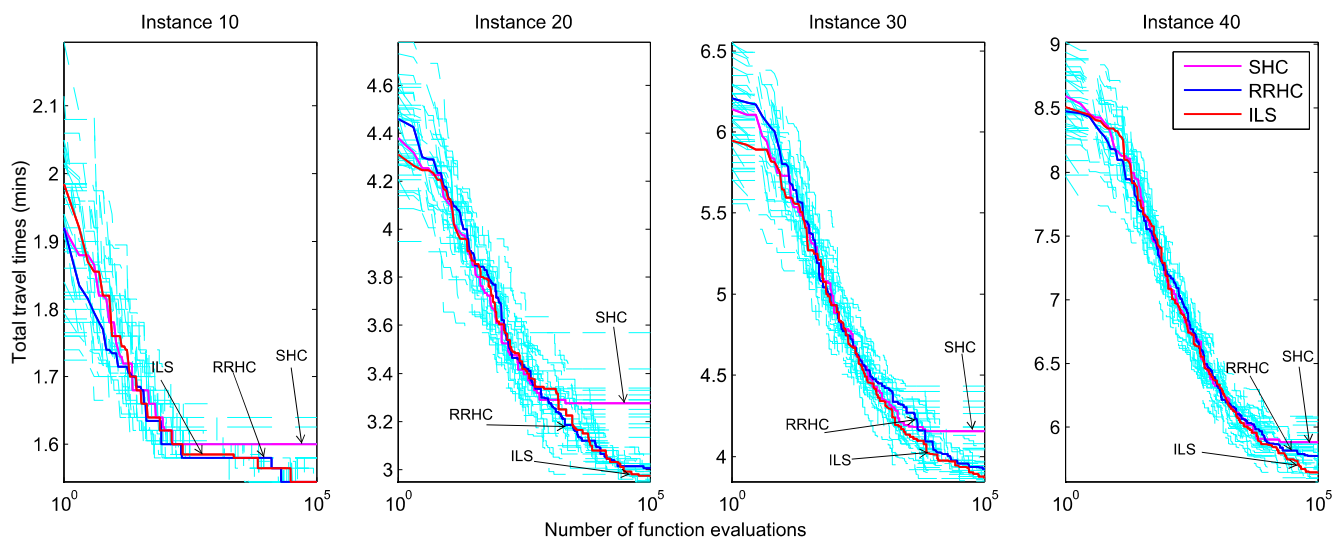 Instance 10
Instance 20
Instance 30
Instance 40
Total travel times (mins)
2.1
2
1.9
1.8
1.7
1.6
ILS
RRHC
SHC
10^0
10^5
4.6
4.4
4.2
4
3.8
3.6
3.4
3.2
3
SHC
RRHC
ILS
10^0
10^5
6.5
6
5.5
5
4.5
4
SHC
RRHC
ILS
10^0
10^5
9
8.5
8
7.5
7
6.5
6
SHC
RRHC
ILS
RRHC
SHC
ILS
10^0
10^5
Number of function evaluations